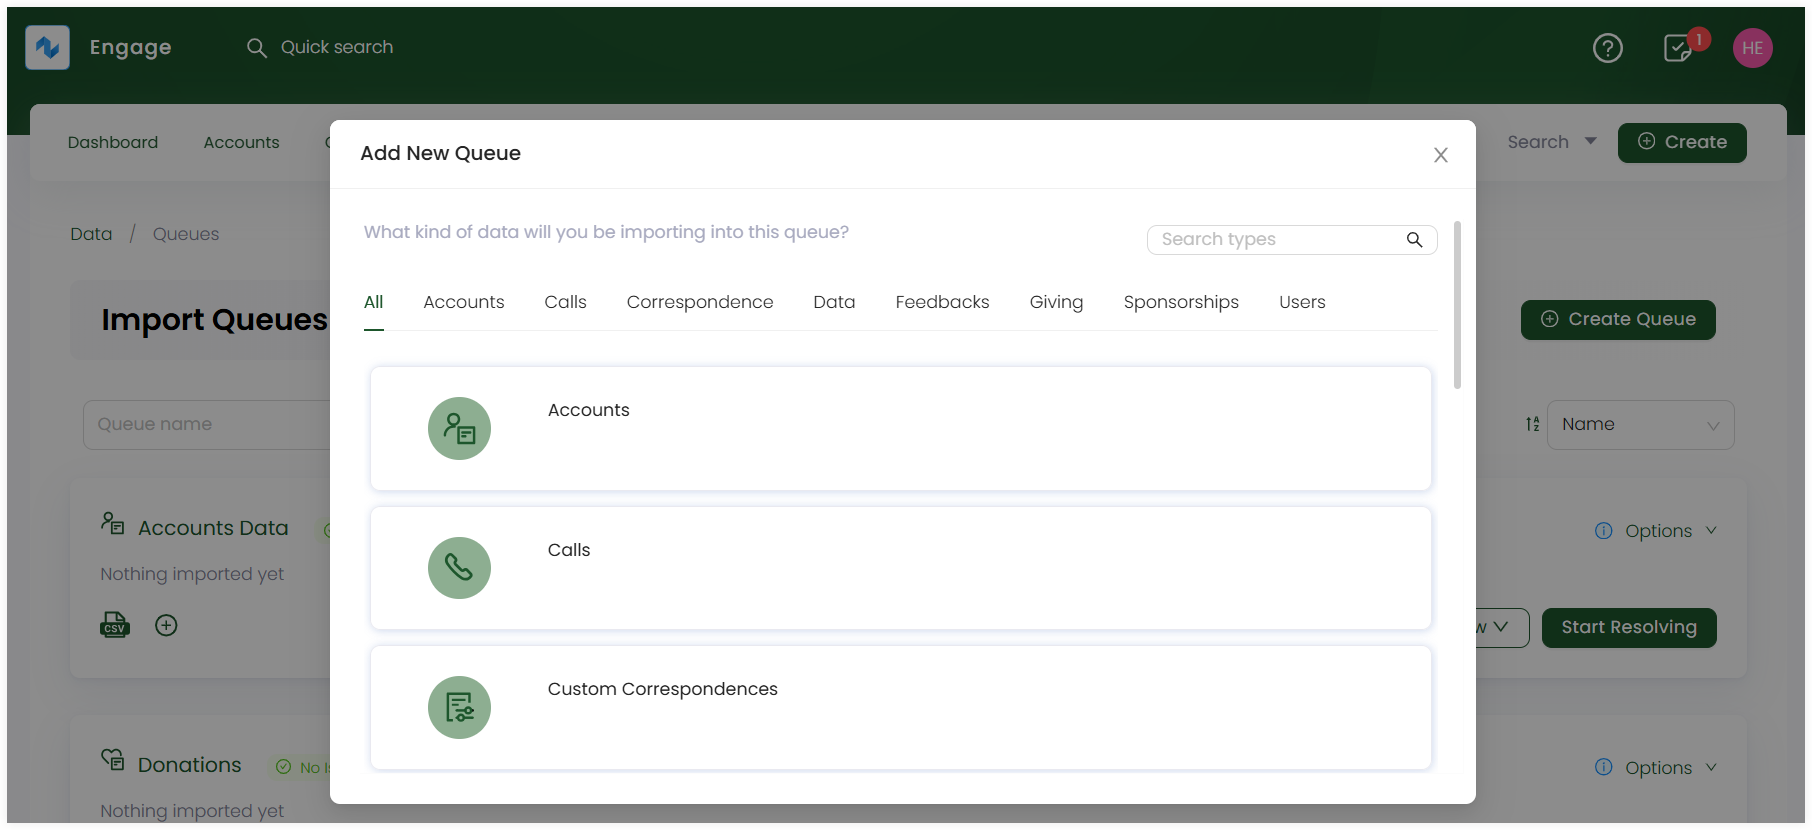 Engage
Quick search
1
HE
Dashboard
Accounts
Search
Create
Add New Queue
Data / Queues
What kind of data will you be importing into this queue?
Search types
All
Accounts
Calls
Correspondence
Data
Feedbacks
Giving
Sponsorships
Users
Import Queues
Create Queue
Queue name
Name
Accounts
Accounts Data
Options
Nothing imported yet
CSV
Calls
Start Resolving
Custom Correspondences
Donations
No
Options
Nothing imported yet